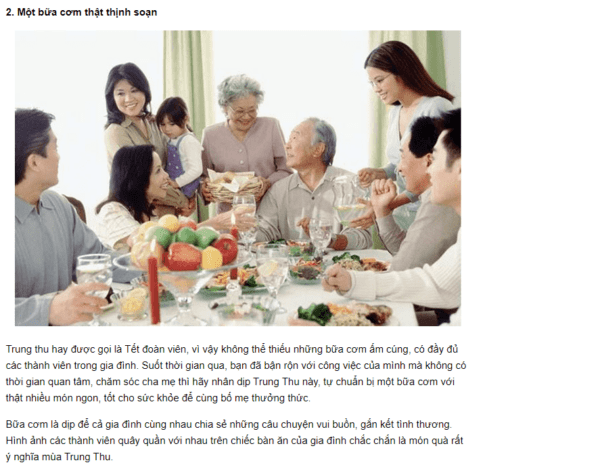 2. Một bữa cơm thật thịnh soạn
Trung thu hay được gọi là Tết đoàn viên, vì vậy không thể thiếu những bữa cơm ấm cúng, có đầy đủ
các thành viên trong gia đình. Suốt thời gian qua, bạn đã bận rộn với công việc của mình mà không có
thời gian quan tâm, chăm sóc cha mẹ thì hãy nhân dịp Trung Thu này, tự chuẩn bị một bữa cơm với
thật nhiều món ngon, tốt cho sức khỏe để cùng bố mẹ thưởng thức.
Bữa cơm là dịp để cả gia đình cùng nhau chia sẻ những câu chuyện vui buồn, gắn kết tình thương.
Hình ảnh các thành viên quây quần với nhau trên chiếc bàn ăn của gia đình chắc chắn là món quà rất
ý nghĩa mùa Trung Thu.